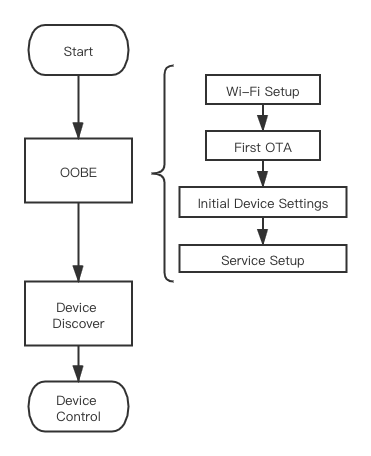 Start
OOBE
Wi-Fi Setup
First OTA
Initial Device Settings
Service Setup
Device
Discover
Device
Control